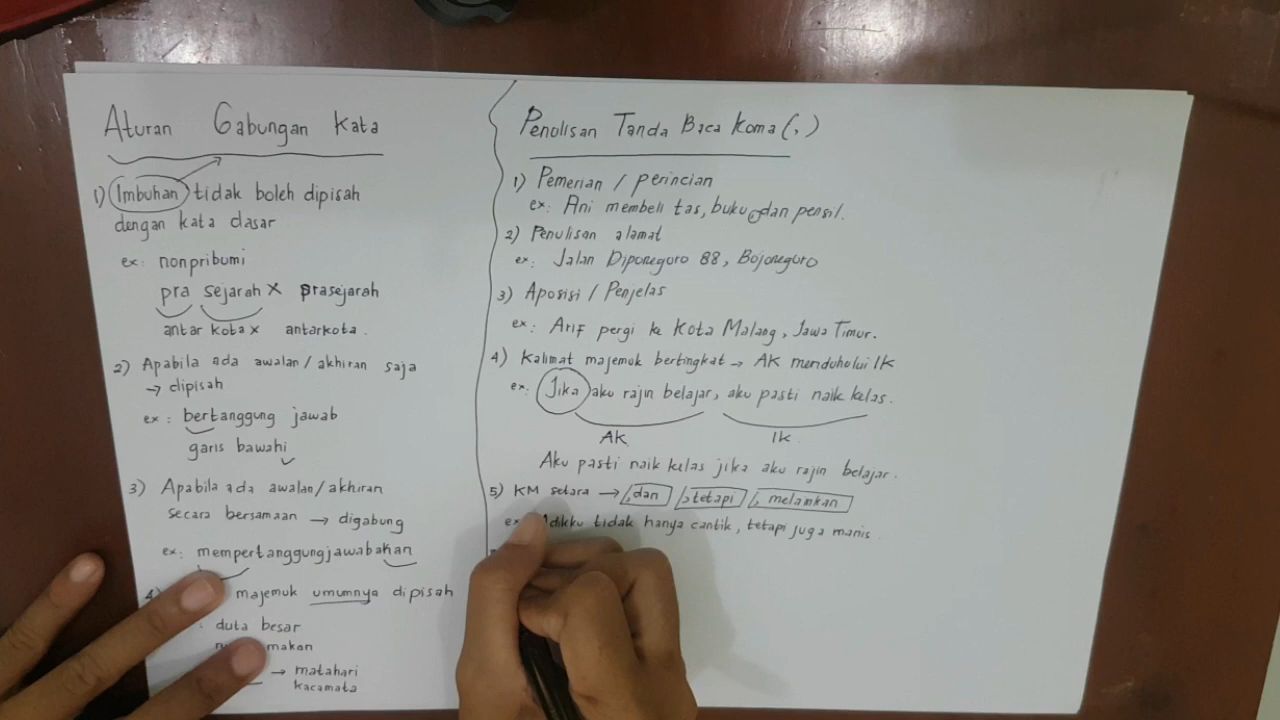 Aturan Gabungan Kata
1) Imbuhan tidak boleh dipisah
dengan kata dasar
ex: nonpribumi
pra sejarah X prasejarah
antar kota x antarkota.
2) Apabila ada awalan/akhiran saja
→ dipisah
ex: bertanggung jawab
garis bawahi
3) Apabila ada awalan/akhiran
secara bersamaan → digabung
ex: mempertanggungjawabakan
4) majemuk umumnya dipisah
duta besar
makan
→ matahari
kacamata
Penulisan Tanda Baca Koma (,)
1) Pemerian / perincian
ex: Ani membeli tas, buku, dan pensil.
2) Penulisan alamat
ex: Jalan Diponegoro 88, Bojonegoro
3) Aposisi / Penjelas
ex: Arif pergi ke Kota Malang, Jawa Timur.
4) Kalimat majemuk bertingkat → AK menduhului IK
ex: Jika aku rajin belajar, aku pasti naik kelas.
AK IK
Aku pasti naik kelas jika aku rajin belajar.
5) KM setara → , dan / , tetapi / , melainkan
ex: Adikku tidak hanya cantik, tetapi juga manis.